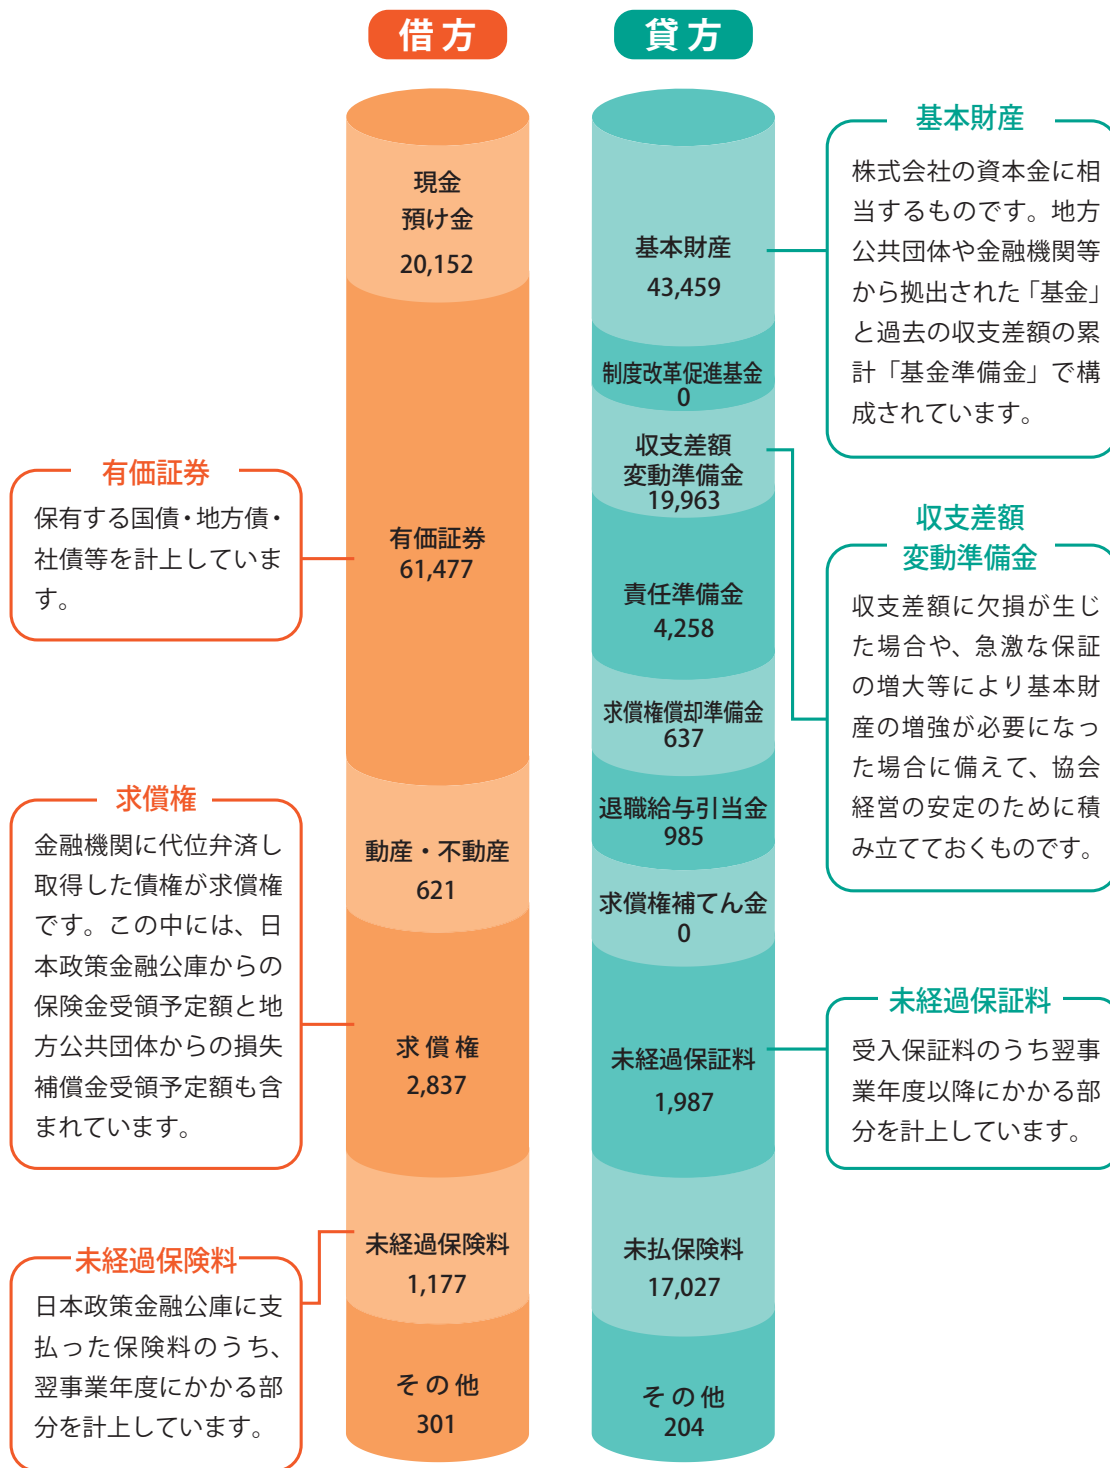 借方
現金
預け金
20,152
有価証券
61,477
動産・不動産
621
求償権
2,837
未経過保険料
1,177
その他
301
貸方
基本財産
43,459
制度改革促進基金
0
収支差額
変動準備金
19,963
責任準備金
4,258
求償権償却準備金
637
退職給与引当金
985
求償権補てん金
0
未経過保証料
1,987
未払保険料
17,027
その他
204
有価証券
保有する国債・地方債・
社債等を計上していま
す。
求償権
金融機関に代位弁済し
取得した債権が求償権
です。この中には、日
本政策金融公庫からの
保険金受領予定額と地
方公共団体からの損失
補償金受領予定額も含
まれています。
未経過保険料
日本政策金融公庫に支
払った保険料のうち、
翌事業年度にかかる部
分を計上しています。
基本財産
株式会社の資本金に相
当するものです。地方
公共団体や金融機関等
から拠出された「基金」
と過去の収支差額の累
計「基金準備金」で構
成されています。
収支差額
変動準備金
収支差額に欠損が生じ
た場合や、急激な保証
の増大等により基本財
産の増強が必要になっ
た場合に備えて、協会
経営の安定のために積
み立てておくものです。
未経過保証料
受入保証料のうち翌事
業年度以降にかかる部
分を計上しています。